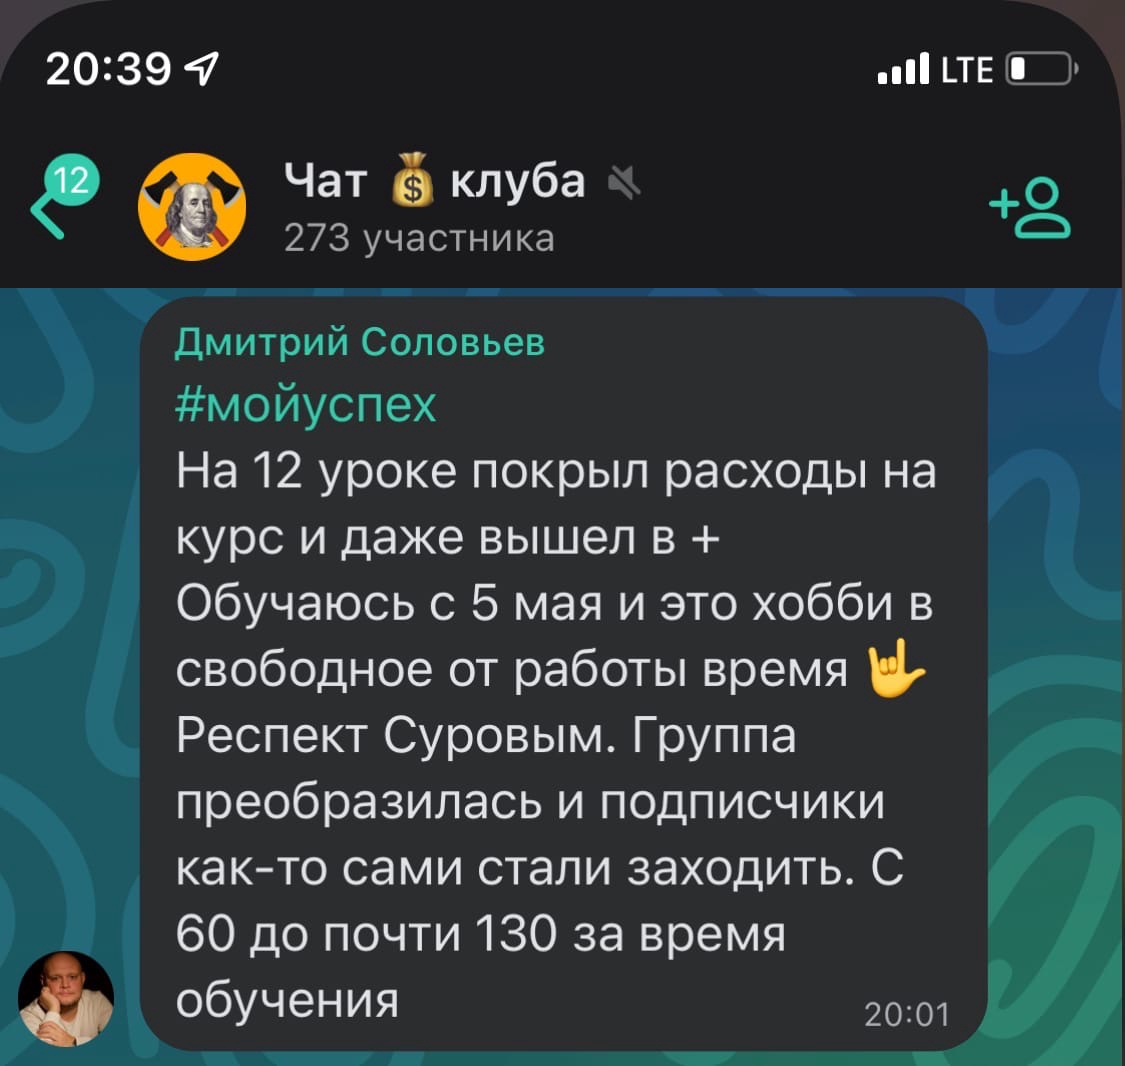 20:39 LTE
12
Чат 💰 клуба
273 участника
Дмитрий Соловьев
#мойуспех
На 12 уроке покрыл расходы на
курс и даже вышел в +
Обучаюсь с 5 мая и это хобби в
свободное от работы время 🤟
Респект Суровым. Группа
преобразилась и подписчики
как-то сами стали заходить. С
60 до почти 130 за время
обучения
20:01